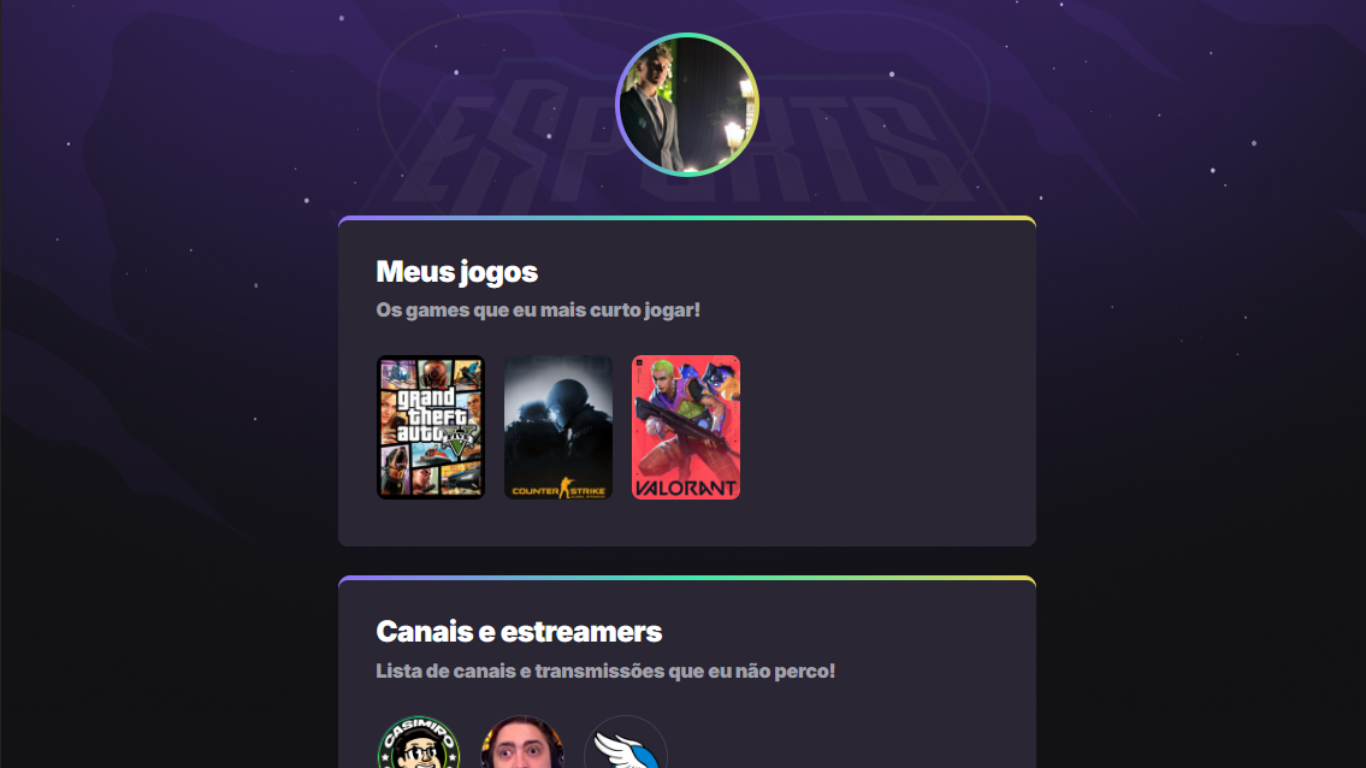 ESPORTS
Meus jogos
Os games que eu mais curto jogar!
grand
theft
auto
FIVE
COUNTER STRIKE
VALORANT
Canais e estreamers
Lista de canais e transmissões que eu não perco!
CASIMIRO